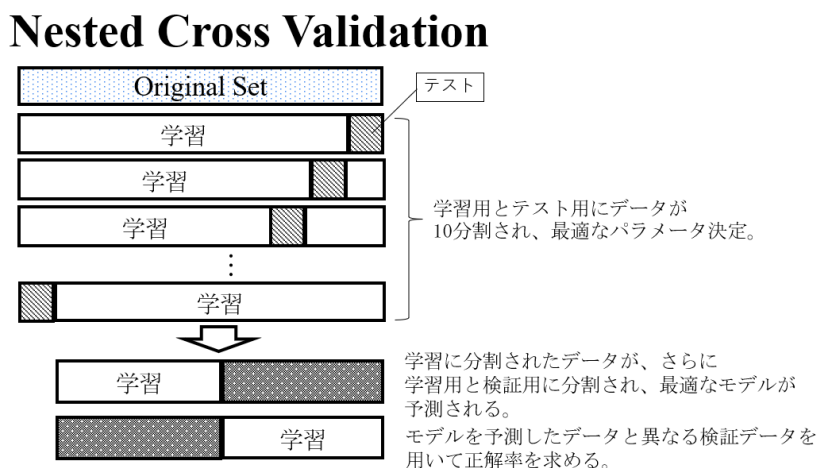 Nested Cross Validation
Original Set
テスト
学習
学習
学習
⋮
学習
学習用とテスト用にデータが
10分割され、最適なパラメータ決定。
学習
学習に分割されたデータが、さらに
学習用と検証用に分割され、最適なモデルが
予測される。
学習
モデルを予測したデータと異なる検証データを
用いて正解率を求める。